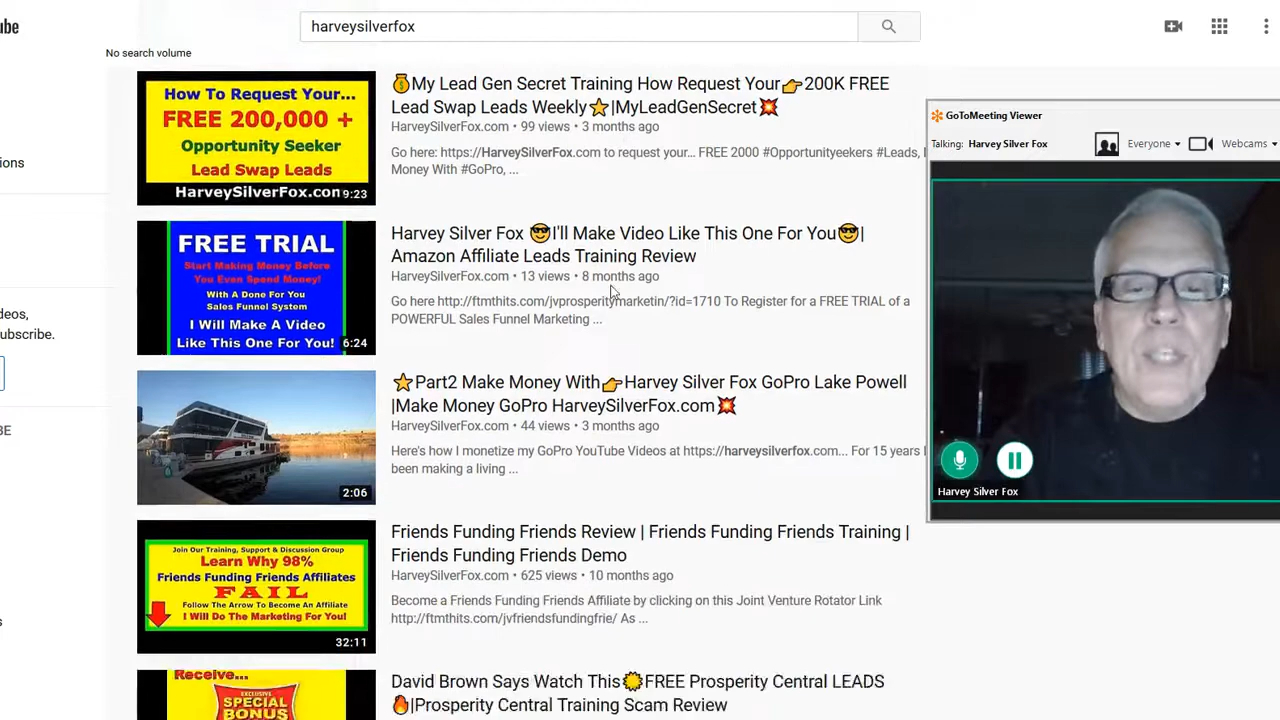 ube
harveysilverfox
No search volume
How To Request Your...
FREE 200,000 +
Opportunity Seeker
Lead Swap Leads
HarveySilverFox.com
9:23
💰My Lead Gen Secret Training How Request Your👉200K FREE
Lead Swap Leads Weekly⭐|MyLeadGenSecret💥
HarveySilverFox.com • 99 views • 3 months ago
Go here: https://HarveySilverFox.com to request your... FREE 2000 #Opportunityeekers #Leads,
Money With #GoPro, ...
ions
GoToMeeting Viewer
Talking: Harvey Silver Fox
Everyone
Webcams
FREE TRIAL
Start Making Money Before
You Even Spend Money!
With A Done For You
Sales Funnel System
I Will Make A Video
Like This One For You!
6:24
Harvey Silver Fox 😎I'll Make Video Like This One For You😎|
Amazon Affiliate Leads Training Review
HarveySilverFox.com • 13 views • 8 months ago
Go here http://ftmthits.com/jvprosperitymarketin/?id=1710 To Register for a FREE TRIAL of a
POWERFUL Sales Funnel Marketing ...
deos,
ubscribe.
BE
2:06
⭐Part2 Make Money With👉Harvey Silver Fox GoPro Lake Powell
|Make Money GoPro HarveySilverFox.com💥
HarveySilverFox.com • 44 views • 3 months ago
Here's how I monetize my GoPro YouTube Videos at https://harveysilverfox.com... For 15 years I
been making a living ...
Harvey Silver Fox
Join Our Training, Support & Discussion Group
Learn Why 98%
Friends Funding Friends Affiliates
FAIL
Follow The Arrow To Become An Affiliate
I Will Do The Marketing For You!
32:11
Friends Funding Friends Review | Friends Funding Friends Training |
Friends Funding Friends Demo
HarveySilverFox.com • 625 views • 10 months ago
Become a Friends Funding Friends Affiliate by clicking on this Joint Venture Rotator Link
http://ftmthits.com/jvfriendsfundingfrie/ As ...
s
Receive...
EXCLUSIVE
SPECIAL
BONUS
David Brown Says Watch This🌟FREE Prosperity Central LEADS
🔥|Prosperity Central Training Scam Review